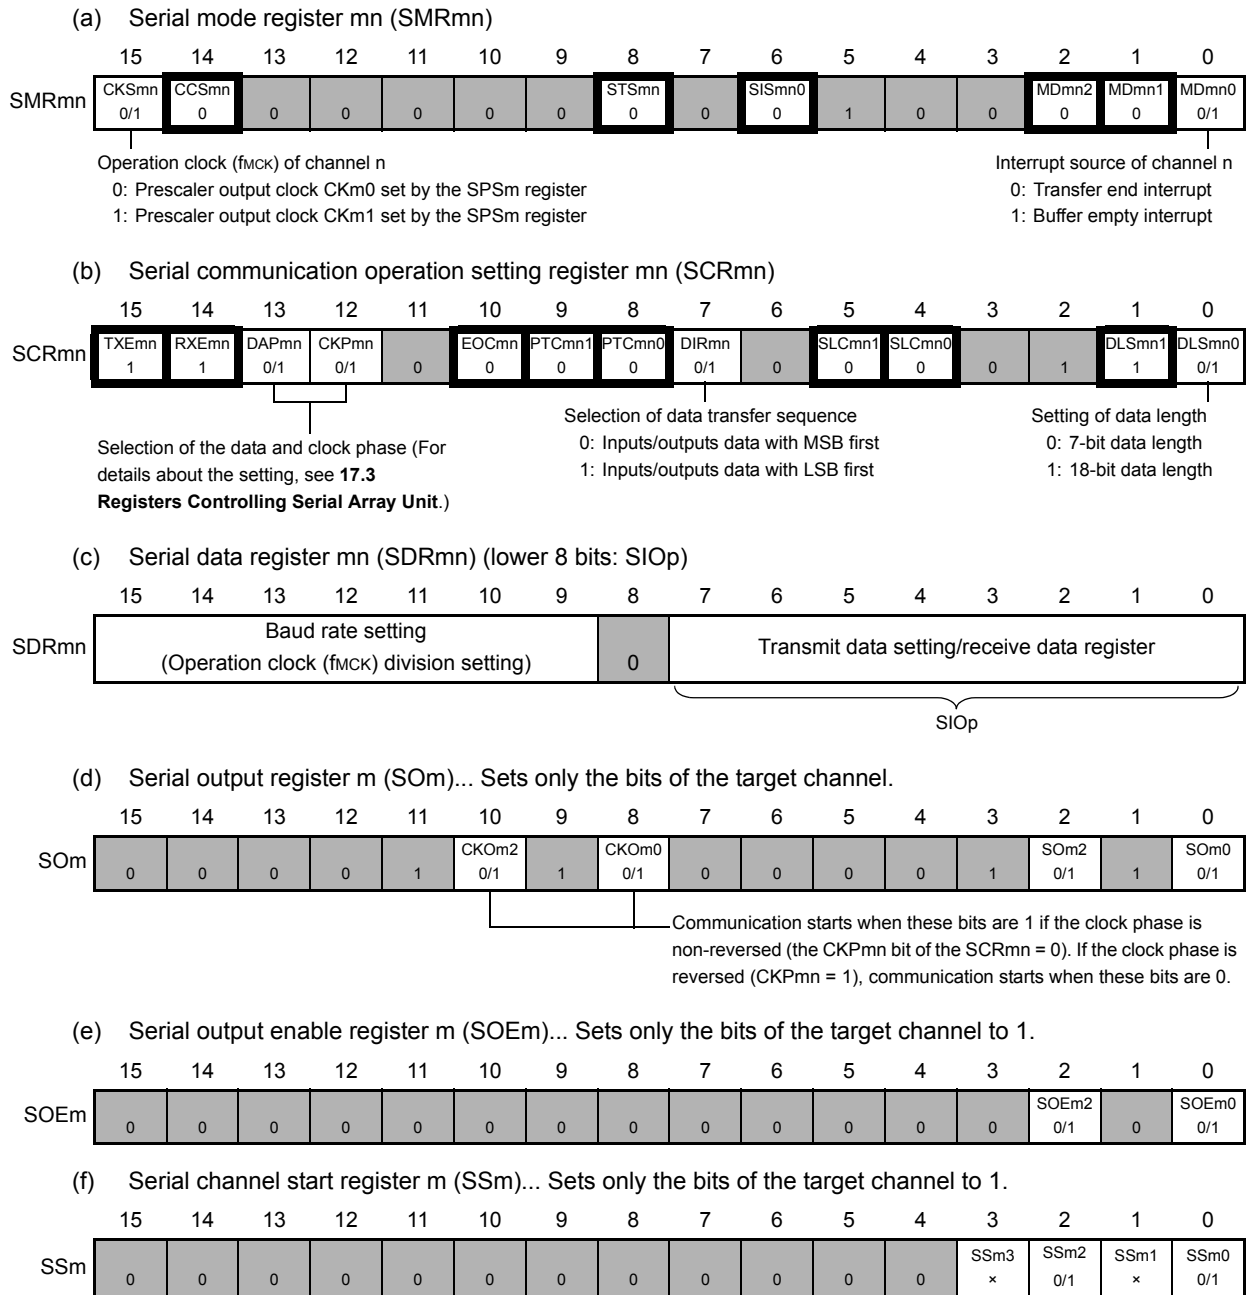 (a) Serial mode register mn (SMRmn)
15 14 13 12 11 10 9 8 7 6 5 4 3 2 1 0
SMRmn
CKSmn CCSmn STSmn SISmn0 MDmn2 MDmn1 MDmn0
0/1 0 0 0 0 0 0 0 0 0 1 0 0 0 0 0/1
Operation clock (fMCK) of channel n
0: Prescaler output clock CKm0 set by the SPSm register
1: Prescaler output clock CKm1 set by the SPSm register
Interrupt source of channel n
0: Transfer end interrupt
1: Buffer empty interrupt
(b) Serial communication operation setting register mn (SCRmn)
15 14 13 12 11 10 9 8 7 6 5 4 3 2 1 0
SCRmn
TXEmn RXEmn DAPmn CKPmn EOCmn PTCmn1 PTCmn0 DIRmn SLCmn1 SLCmn0 DLSmn1 DLSmn0
1 1 0/1 0/1 0 0 0 0 0/1 0 0 0 0 1 1 0/1
Selection of the data and clock phase (For
details about the setting, see 17.3
Registers Controlling Serial Array Unit.)
Selection of data transfer sequence
0: Inputs/outputs data with MSB first
1: Inputs/outputs data with LSB first
Setting of data length
0: 7-bit data length
1: 18-bit data length
(c) Serial data register mn (SDRmn) (lower 8 bits: SIOp)
15 14 13 12 11 10 9 8 7 6 5 4 3 2 1 0
SDRmn
Baud rate setting
(Operation clock (fMCK) division setting)
0
Transmit data setting/receive data register
SIOp
(d) Serial output register m (SOm)... Sets only the bits of the target channel.
15 14 13 12 11 10 9 8 7 6 5 4 3 2 1 0
SOm
CKOm2 CKOm0 SOm2 SOm0
0 0 0 0 1 0/1 1 0/1 0 0 0 0 1 0/1 1 0/1
Communication starts when these bits are 1 if the clock phase is
non-reversed (the CKPmn bit of the SCRmn = 0). If the clock phase is
reversed (CKPmn = 1), communication starts when these bits are 0.
(e) Serial output enable register m (SOEm)... Sets only the bits of the target channel to 1.
15 14 13 12 11 10 9 8 7 6 5 4 3 2 1 0
SOEm
SOEm2 SOEm0
0 0 0 0 0 0 0 0 0 0 0 0 0 0/1 0 0/1
(f) Serial channel start register m (SSm)... Sets only the bits of the target channel to 1.
15 14 13 12 11 10 9 8 7 6 5 4 3 2 1 0
SSm
SSm3 SSm2 SSm1 SSm0
0 0 0 0 0 0 0 0 0 0 0 0 × 0/1 × 0/1